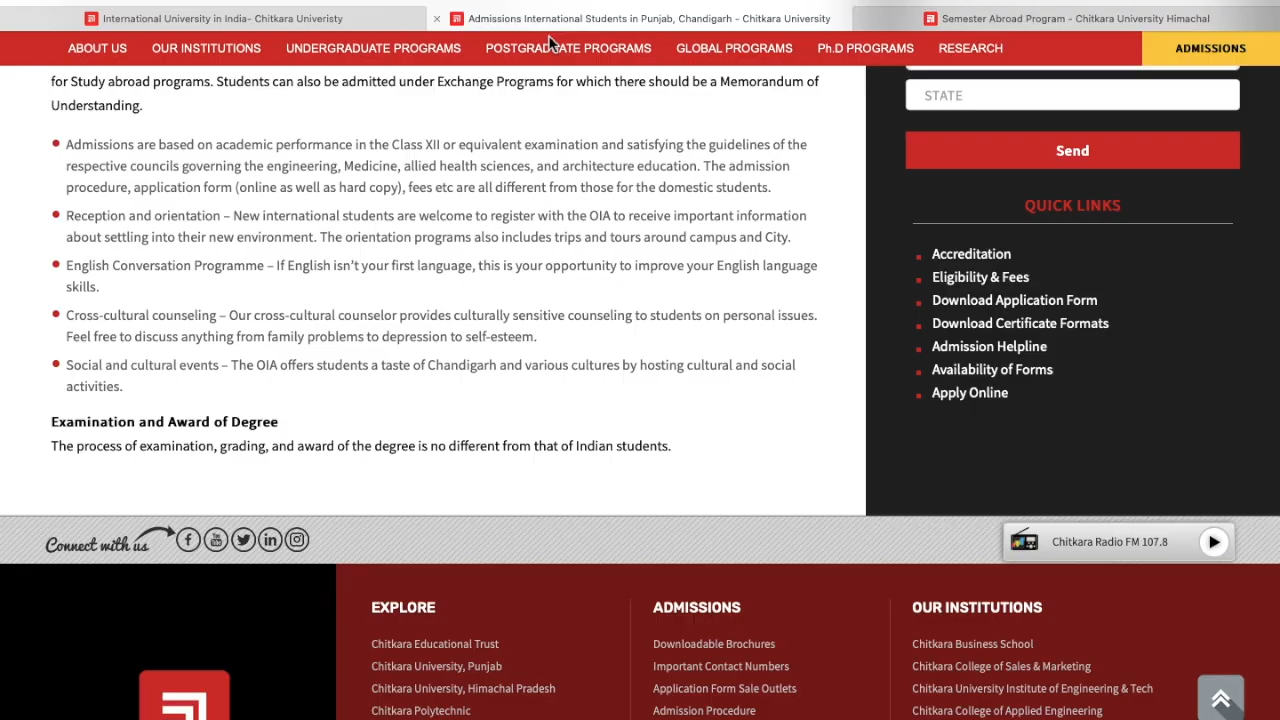 International University in India- Chitkara Univeristy
Admissions International Students in Punjab, Chandigarh - Chitkara University
Semester Abroad Program - Chitkara University Himachal
ABOUT US OUR INSTITUTIONS UNDERGRADUATE PROGRAMS POSTGRADUATE PROGRAMS GLOBAL PROGRAMS Ph.D PROGRAMS RESEARCH ADMISSIONS
for Study abroad programs. Students can also be admitted under Exchange Programs for which there should be a Memorandum of
Understanding.
Admissions are based on academic performance in the Class XII or equivalent examination and satisfying the guidelines of the
respective councils governing the engineering, Medicine, allied health sciences, and architecture education. The admission
procedure, application form (online as well as hard copy), fees etc are all different from those for the domestic students.
Reception and orientation – New international students are welcome to register with the OIA to receive important information
about settling into their new environment. The orientation programs also includes trips and tours around campus and City.
English Conversation Programme – If English isn't your first language, this is your opportunity to improve your English language
skills.
Cross-cultural counseling – Our cross-cultural counselor provides culturally sensitive counseling to students on personal issues.
Feel free to discuss anything from family problems to depression to self-esteem.
Social and cultural events – The OIA offers students a taste of Chandigarh and various cultures by hosting cultural and social
activities.
Examination and Award of Degree
The process of examination, grading, and award of the degree is no different from that of Indian students.
STATE
Send
QUICK LINKS
Accreditation
Eligibility & Fees
Download Application Form
Download Certificate Formats
Admission Helpline
Availability of Forms
Apply Online
Connect with us
Chitkara Radio FM 107.8
EXPLORE
Chitkara Educational Trust
Chitkara University, Punjab
Chitkara University, Himachal Pradesh
Chitkara Polytechnic
ADMISSIONS
Downloadable Brochures
Important Contact Numbers
Application Form Sale Outlets
Admission Procedure
OUR INSTITUTIONS
Chitkara Business School
Chitkara College of Sales & Marketing
Chitkara University Institute of Engineering & Tech
Chitkara College of Applied Engineering